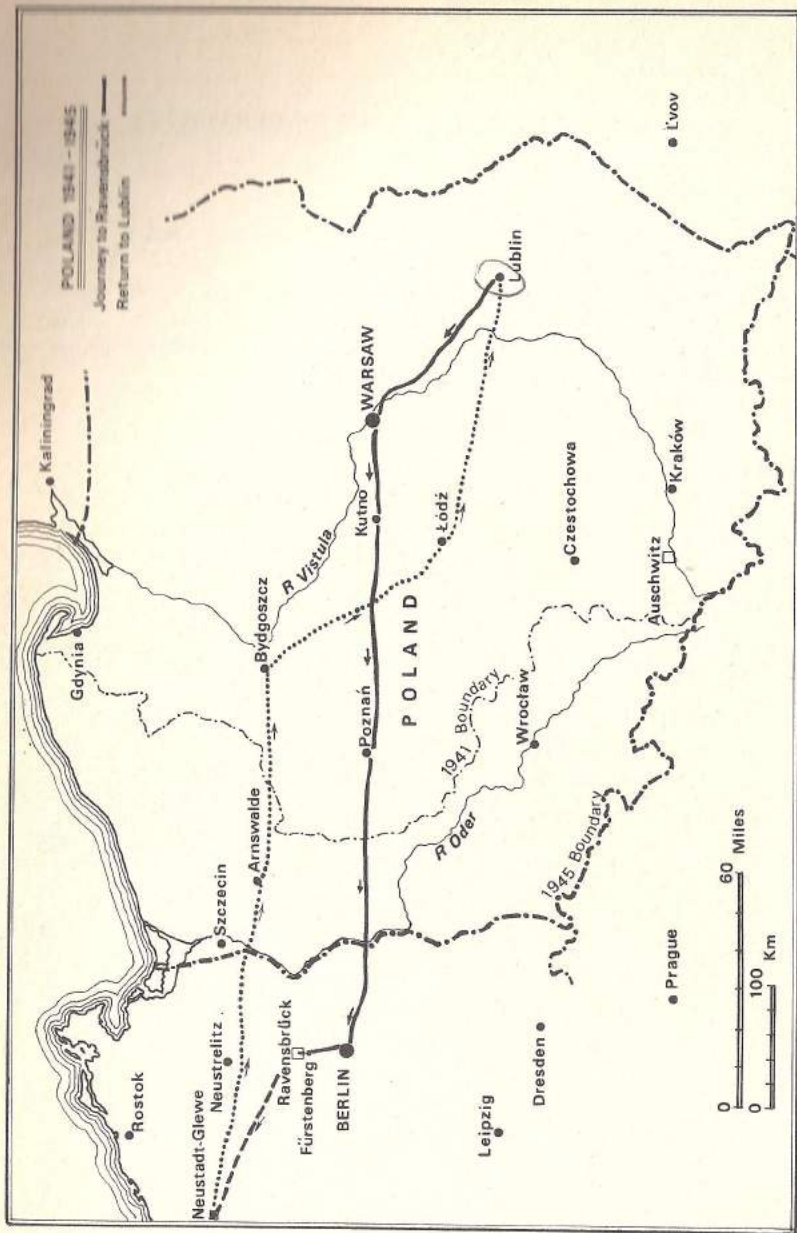 POLAND 1941 - 1945
Journey to Ravensbrück
Return to Lublin
Kaliningrad
Gdynia
Rostok
Szczecin
Neustadt-Glewe
Neustrelitz
Arnswalde
Bydgoszcz
R Vistula
Ravensbrück
Fürstenberg
BERLIN
Poznań
Kutno
WARSAW
POLAND
Łódź
Lublin
1941 Boundary
R Oder
Leipzig
Dresden
Wrocław
Czestochowa
1945 Boundary
Prague
Auschwitz
Kraków
Lvov
0 60 Miles
0 100 Km